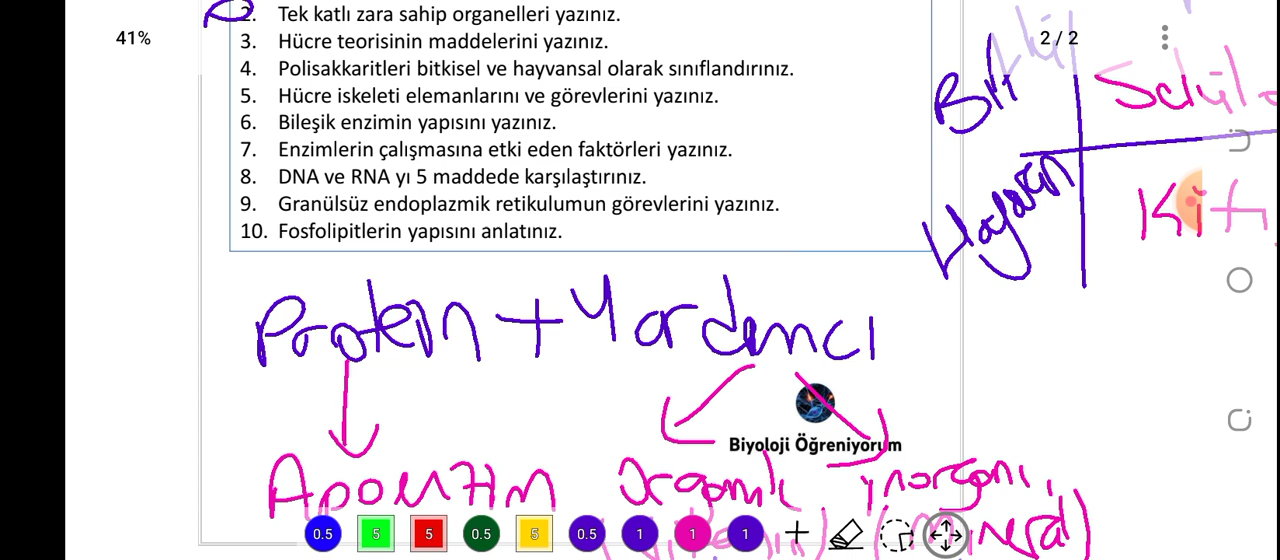 41%
2 / 2
2. Tek katlı zara sahip organelleri yazınız.
3. Hücre teorisinin maddelerini yazınız.
4. Polisakkaritleri bitkisel ve hayvansal olarak sınıflandırınız.
5. Hücre iskeleti elemanlarını ve görevlerini yazınız.
6. Bileşik enzimin yapısını yazınız.
7. Enzimlerin çalışmasına etki eden faktörleri yazınız.
8. DNA ve RNA yı 5 maddede karşılaştırınız.
9. Granülsüz endoplazmik retikulumun görevlerini yazınız.
10. Fosfolipitlerin yapısını anlatınız.
Hayvan
Protein + Yardımcı
Biyoloji Öğreniyorum
Apoenzim organik inorgani
(mineral)
0.5 5 5 0.5 5 0.5 1 1 1